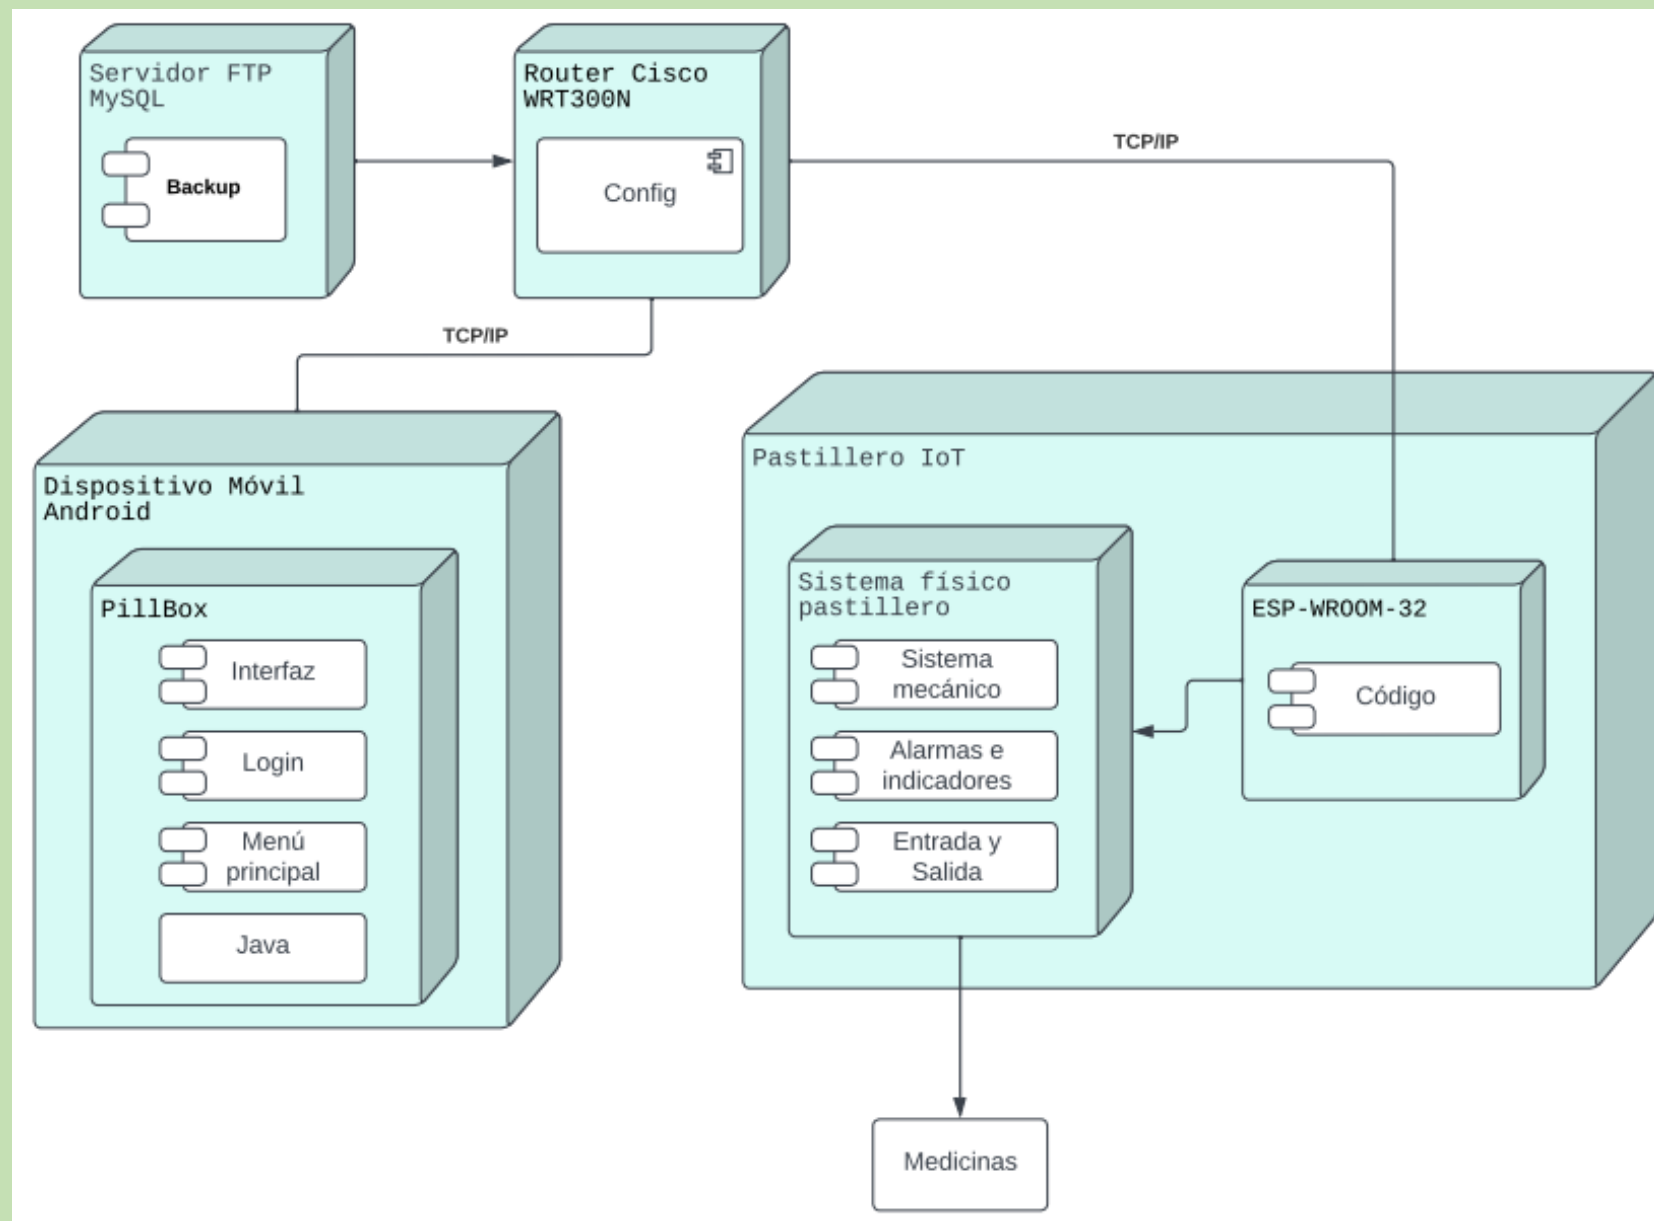 Servidor FTP
MySQL
Backup
Router Cisco
WRT300N
Config
TCP/IP
TCP/IP
Dispositivo Móvil
Android
PillBox
Interfaz
Login
Menú
principal
Java
Pastillero IoT
Sistema físico
pastillero
Sistema
mecánico
Alarmas e
indicadores
Entrada y
Salida
ESP-WROOM-32
Código
Medicinas